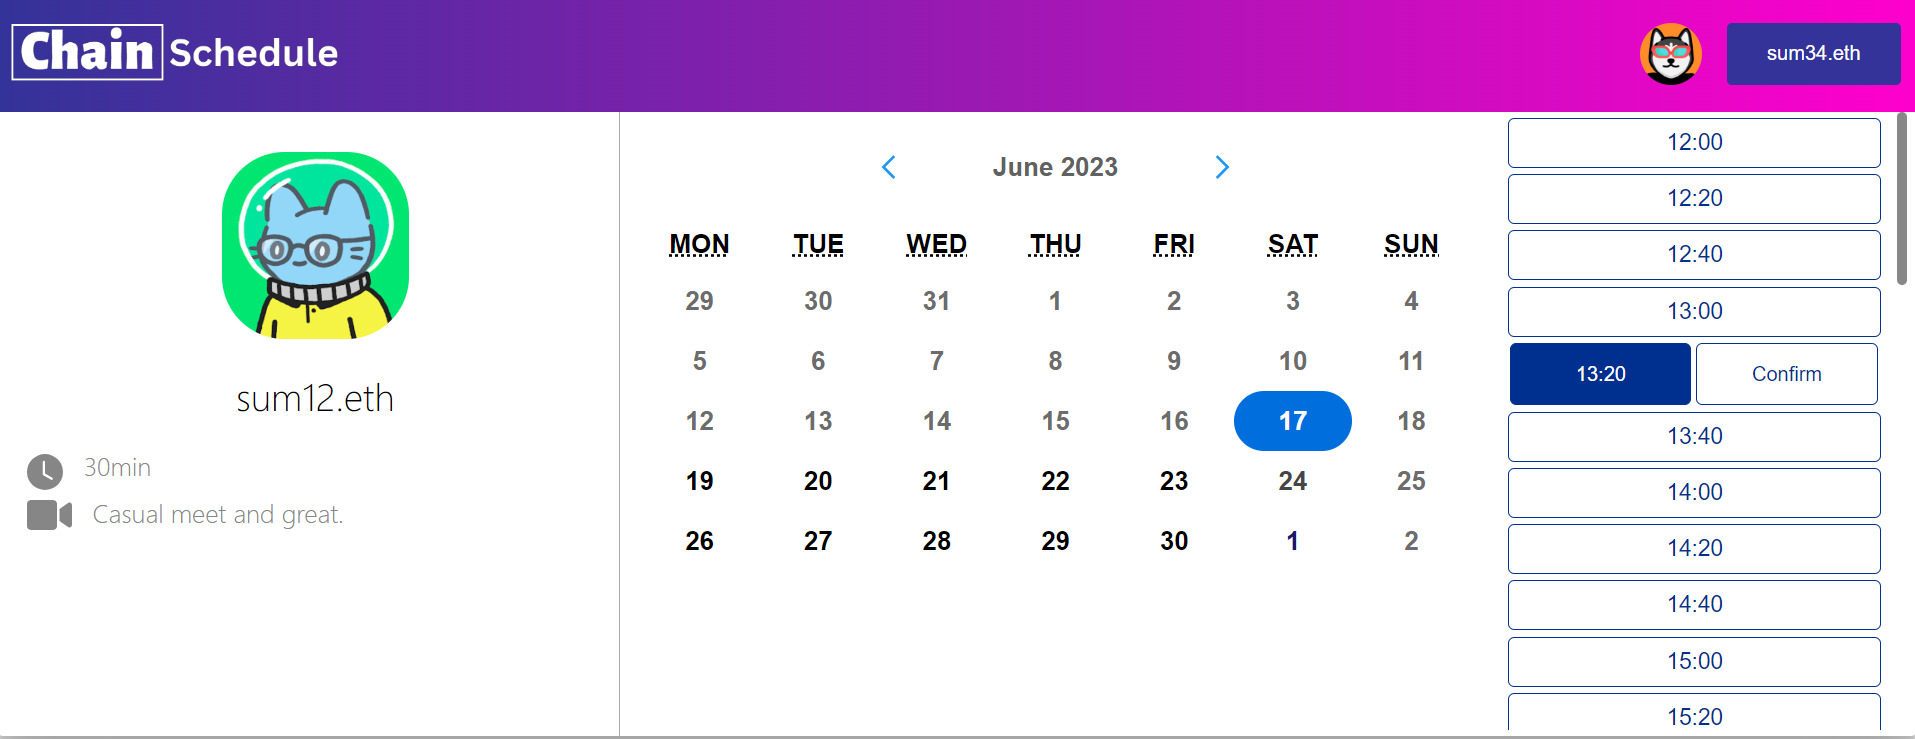 Chain Schedule
sum34.eth
sum12.eth
30min
Casual meet and great.
June 2023
MON TUE WED THU FRI SAT SUN
29 30 31 1 2 3 4
5 6 7 8 9 10 11
12 13 14 15 16 17 18
19 20 21 22 23 24 25
26 27 28 29 30 1 2
12:00
12:20
12:40
13:00
13:20 Confirm
13:40
14:00
14:20
14:40
15:00
15:20